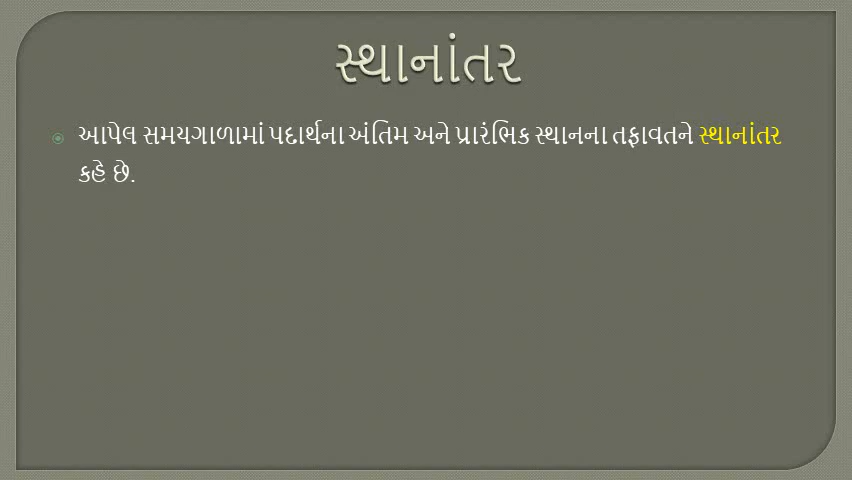 સ્થાનાંતર
આપેલ સમયગાળામાં પદાર્થના અંતિમ અને પ્રારંભિક સ્થાનના તફાવતને સ્થાનાંતર
કહે છે.